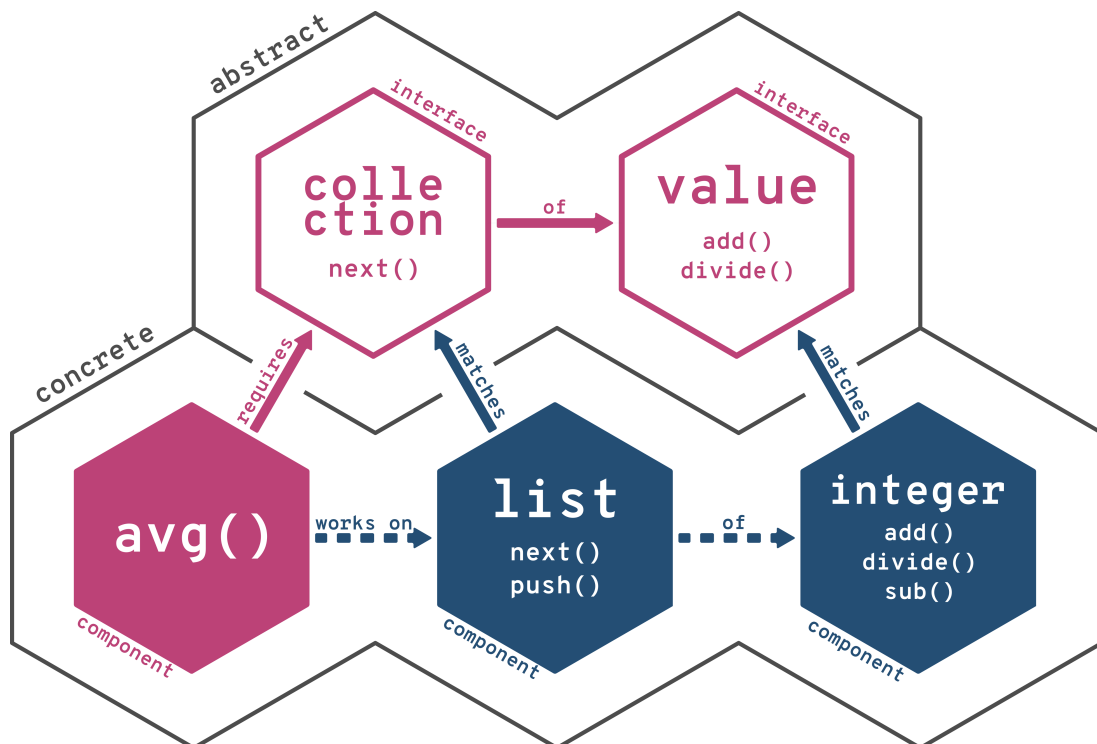 abstract
interface
colle
ction
next()
of
interface
value
add()
divide()
concrete
requires
matches
matches
avg()
component
works on
list
next()
push()
component
of
integer
add()
divide()
sub()
component